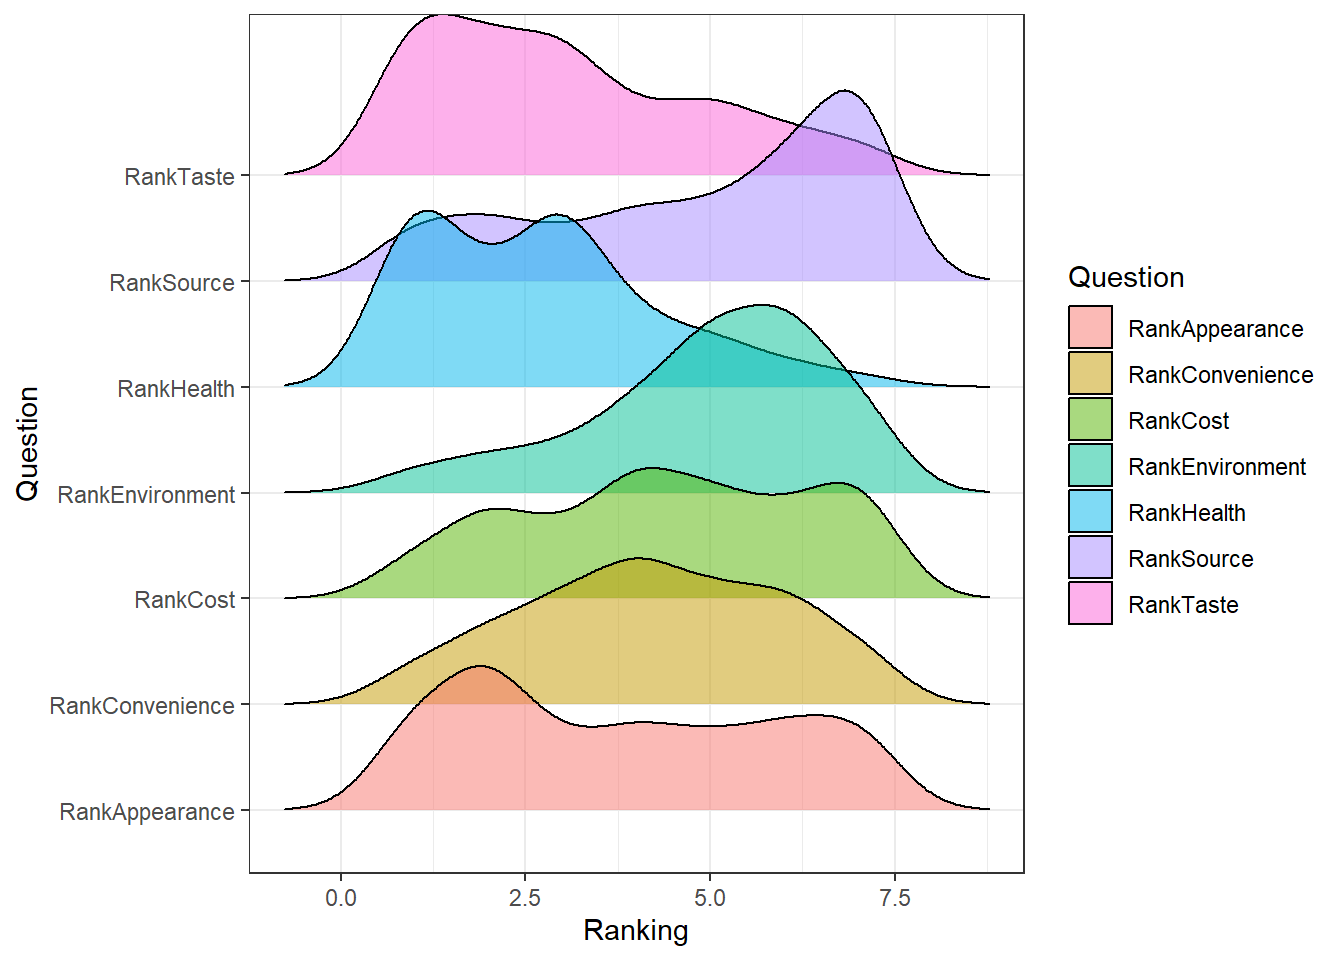 Question
RankTaste
RankSource
RankHealth
RankEnvironment
RankCost
RankConvenience
RankAppearance
0.0
2.5
5.0
7.5
Ranking
Question
RankAppearance
RankConvenience
RankCost
RankEnvironment
RankHealth
RankSource
RankTaste